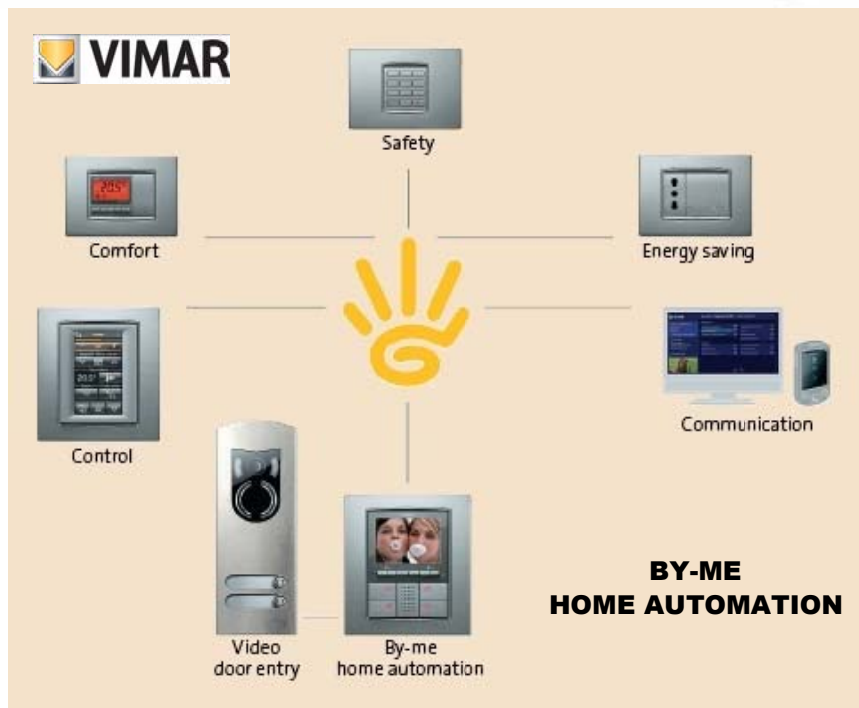 VIMAR
Safety
Comfort
Energy saving
Control
Communication
Video
door entry
By-me
home automation
BY-ME
HOME AUTOMATION